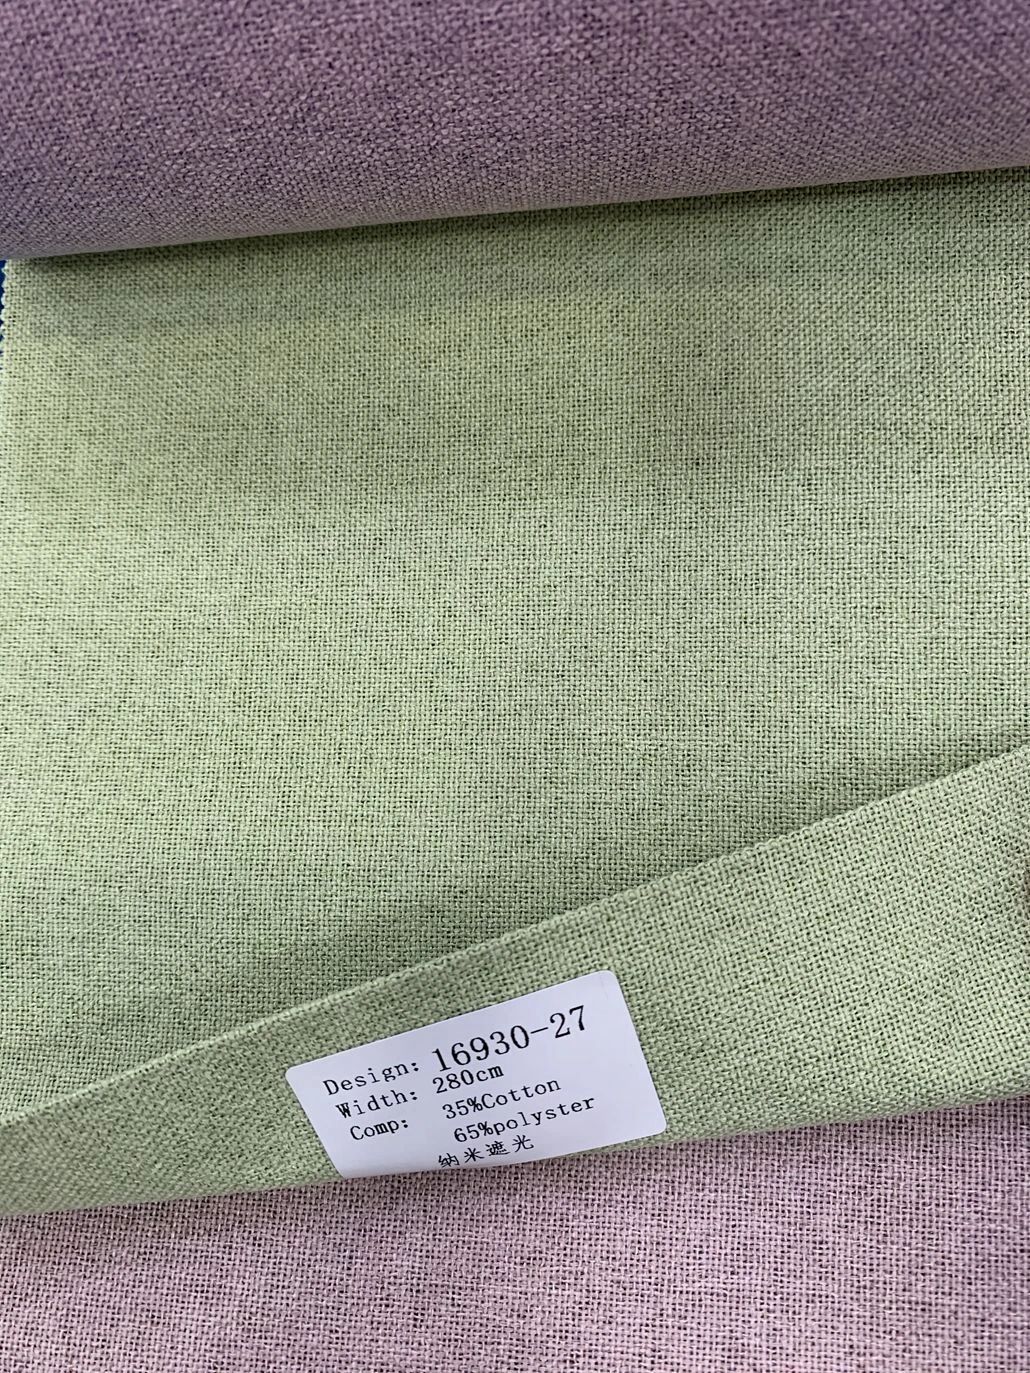 Design: 16930-27
Width: 280cm
Comp: 35%Cotton
65%polyster
纳米遮光